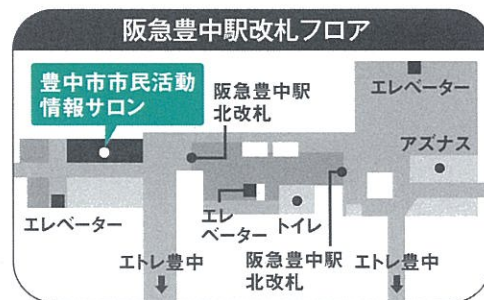 阪急豊中駅改札フロア
豊中市市民活動
情報サロン
阪急豊中駅
北改札
エレベーター
アズナス
エレベーター
エレ
ベーター
トイレ
エトレ豊中
阪急豊中駅
北改札
エトレ豊中